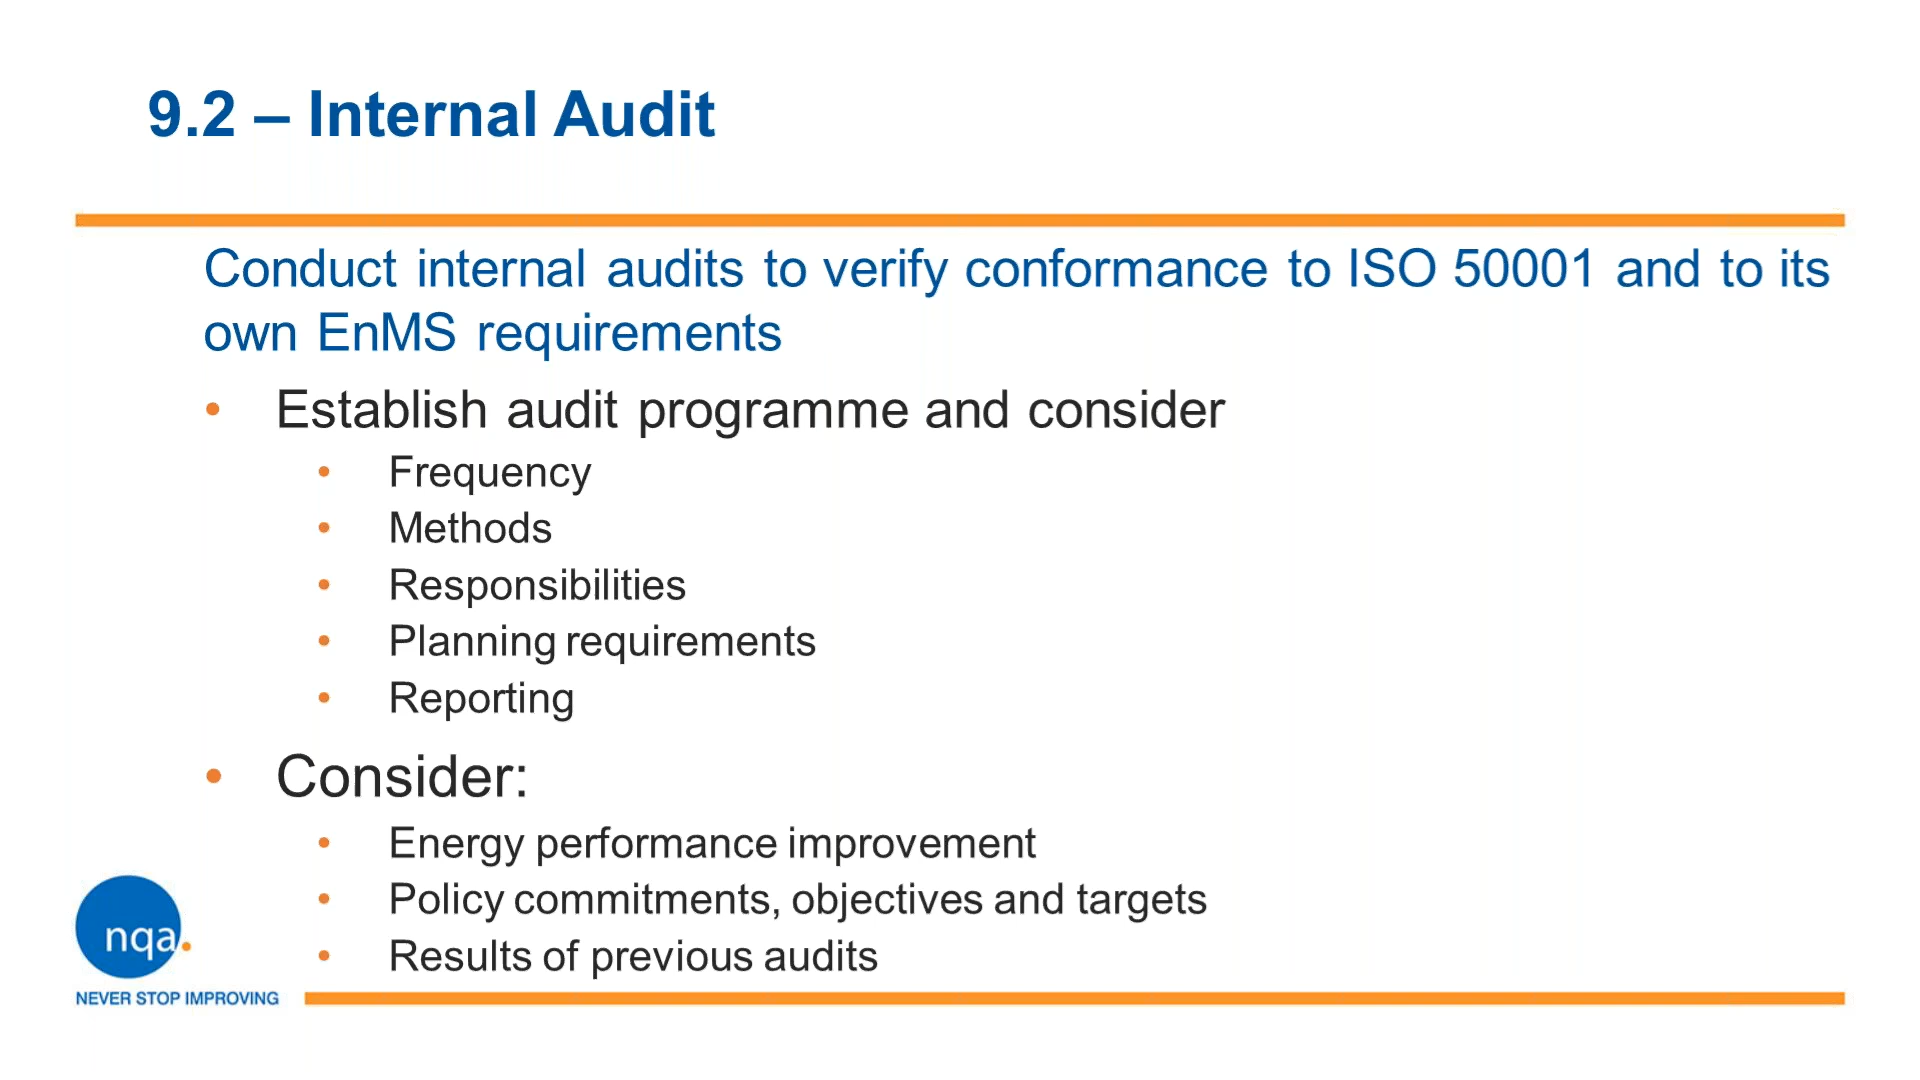 9.2 – Internal Audit
Conduct internal audits to verify conformance to ISO 50001 and to its
own EnMS requirements
• Establish audit programme and consider
• Frequency
• Methods
• Responsibilities
• Planning requirements
• Reporting
• Consider:
• Energy performance improvement
• Policy commitments, objectives and targets
• Results of previous audits
nqa.
NEVER STOP IMPROVING